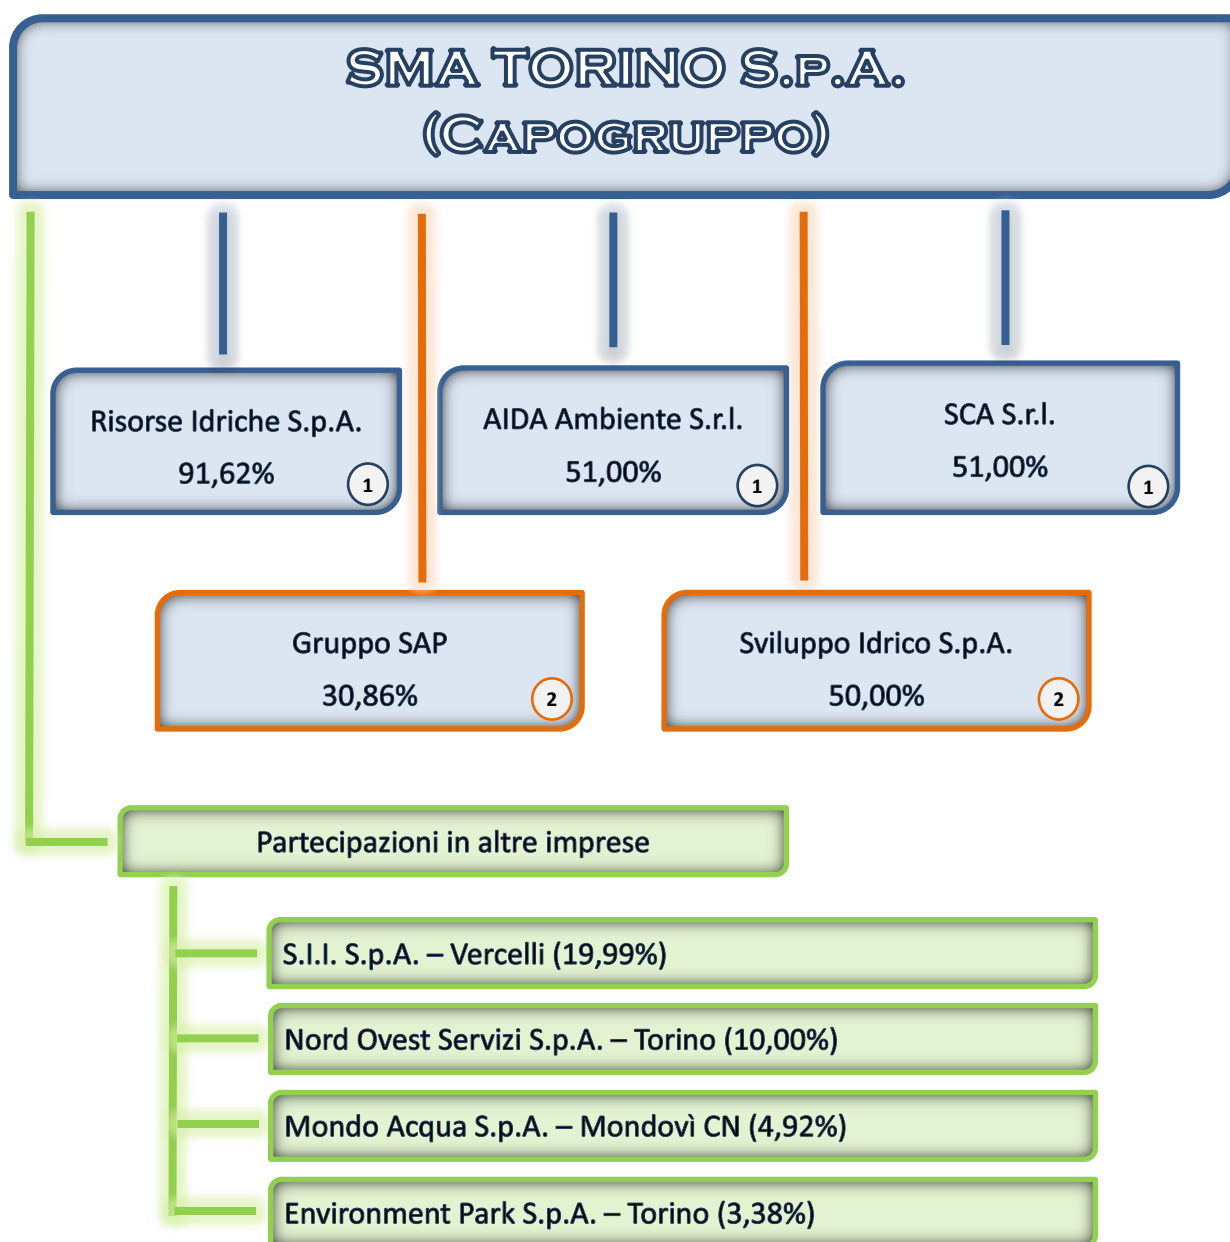 SMA TORINO S.P.A.
(CAPOGRUPPO)
Risorse Idriche S.p.A.
91,62%
1
AIDA Ambiente S.r.l.
51,00%
1
SCA S.r.l.
51,00%
1
Gruppo SAP
30,86%
2
Sviluppo Idrico S.p.A.
50,00%
2
Partecipazioni in altre imprese
S.I.I. S.p.A. – Vercelli (19,99%)
Nord Ovest Servizi S.p.A. – Torino (10,00%)
Mondo Acqua S.p.A. – Mondovì CN (4,92%)
Environment Park S.p.A. – Torino (3,38%)